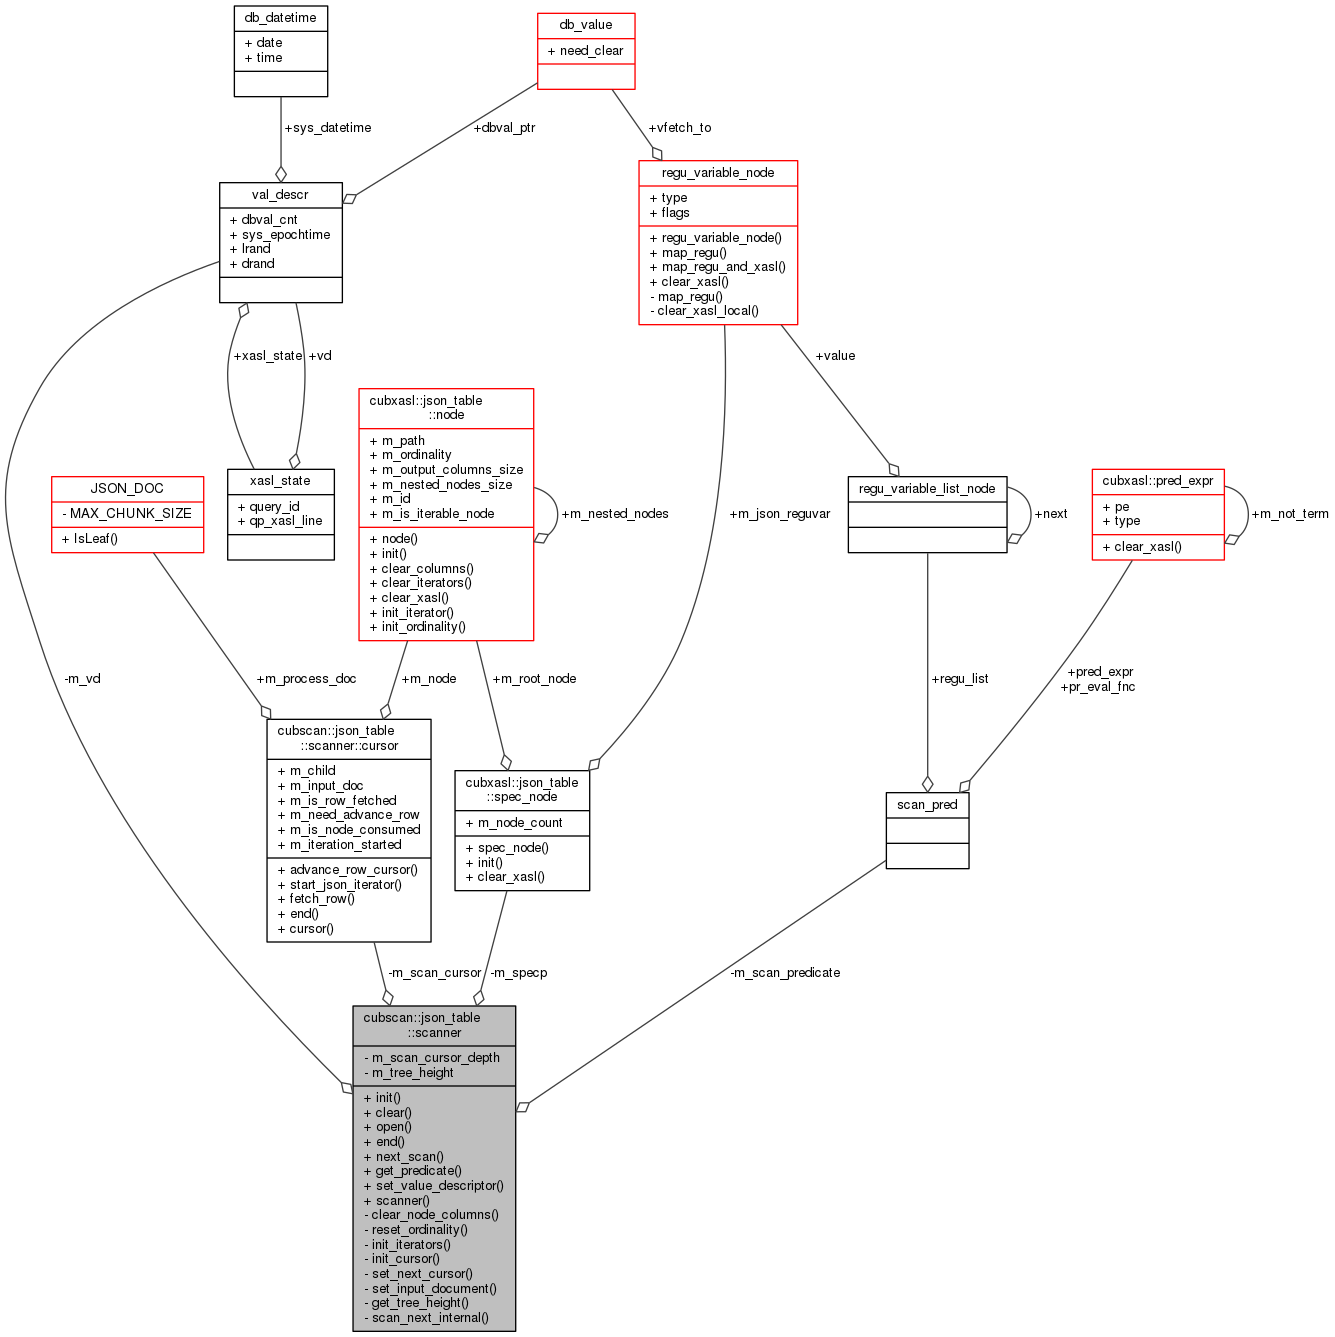 db_datetime
+ date
+ time
db_value
+ need_clear
+sys_datetime
+dbval_ptr
+vfetch_to
val_descr
+ dbval_cnt
+ sys_epochtime
+ lrand
+ drand
regu_variable_node
+ type
+ flags
+ regu_variable_node()
+ map_regu()
+ map_regu_and_xasl()
+ clear_xasl()
- map_regu()
- clear_xasl_local()
+xasl_state
+vd
+value
cubxasl::json_table
::node
+ m_path
+ m_ordinality
+ m_output_columns_size
+ m_nested_nodes_size
+ m_id
+ m_is_iterable_node
+ node()
+ init()
+ clear_columns()
+ clear_iterators()
+ clear_xasl()
+ init_iterator()
+ init_ordinality()
+m_nested_nodes
JSON_DOC
- MAX_CHUNK_SIZE
+ IsLeaf()
xasl_state
+ query_id
+ qp_xasl_line
+m_json_reguvar
regu_variable_list_node
+next
cubxasl::pred_expr
+ pe
+ type
+ clear_xasl()
+m_not_term
-m_vd
+m_process_doc
+m_node
+m_root_node
+regu_list
+pred_expr
+pr_eval_fnc
cubscan::json_table
::scanner::cursor
+ m_child
+ m_input_doc
+ m_is_row_fetched
+ m_need_advance_row
+ m_is_node_consumed
+ m_iteration_started
+ advance_row_cursor()
+ start_json_iterator()
+ fetch_row()
+ end()
+ cursor()
cubxasl::json_table
::spec_node
+ m_node_count
+ spec_node()
+ init()
+ clear_xasl()
scan_pred
-m_scan_cursor
-m_specp
-m_scan_predicate
cubscan::json_table
::scanner
- m_scan_cursor_depth
- m_tree_height
+ init()
+ clear()
+ open()
+ end()
+ next_scan()
+ get_predicate()
+ set_value_descriptor()
+ scanner()
- clear_node_columns()
- reset_ordinality()
- init_iterators()
- init_cursor()
- set_next_cursor()
- set_input_document()
- get_tree_height()
- scan_next_internal()